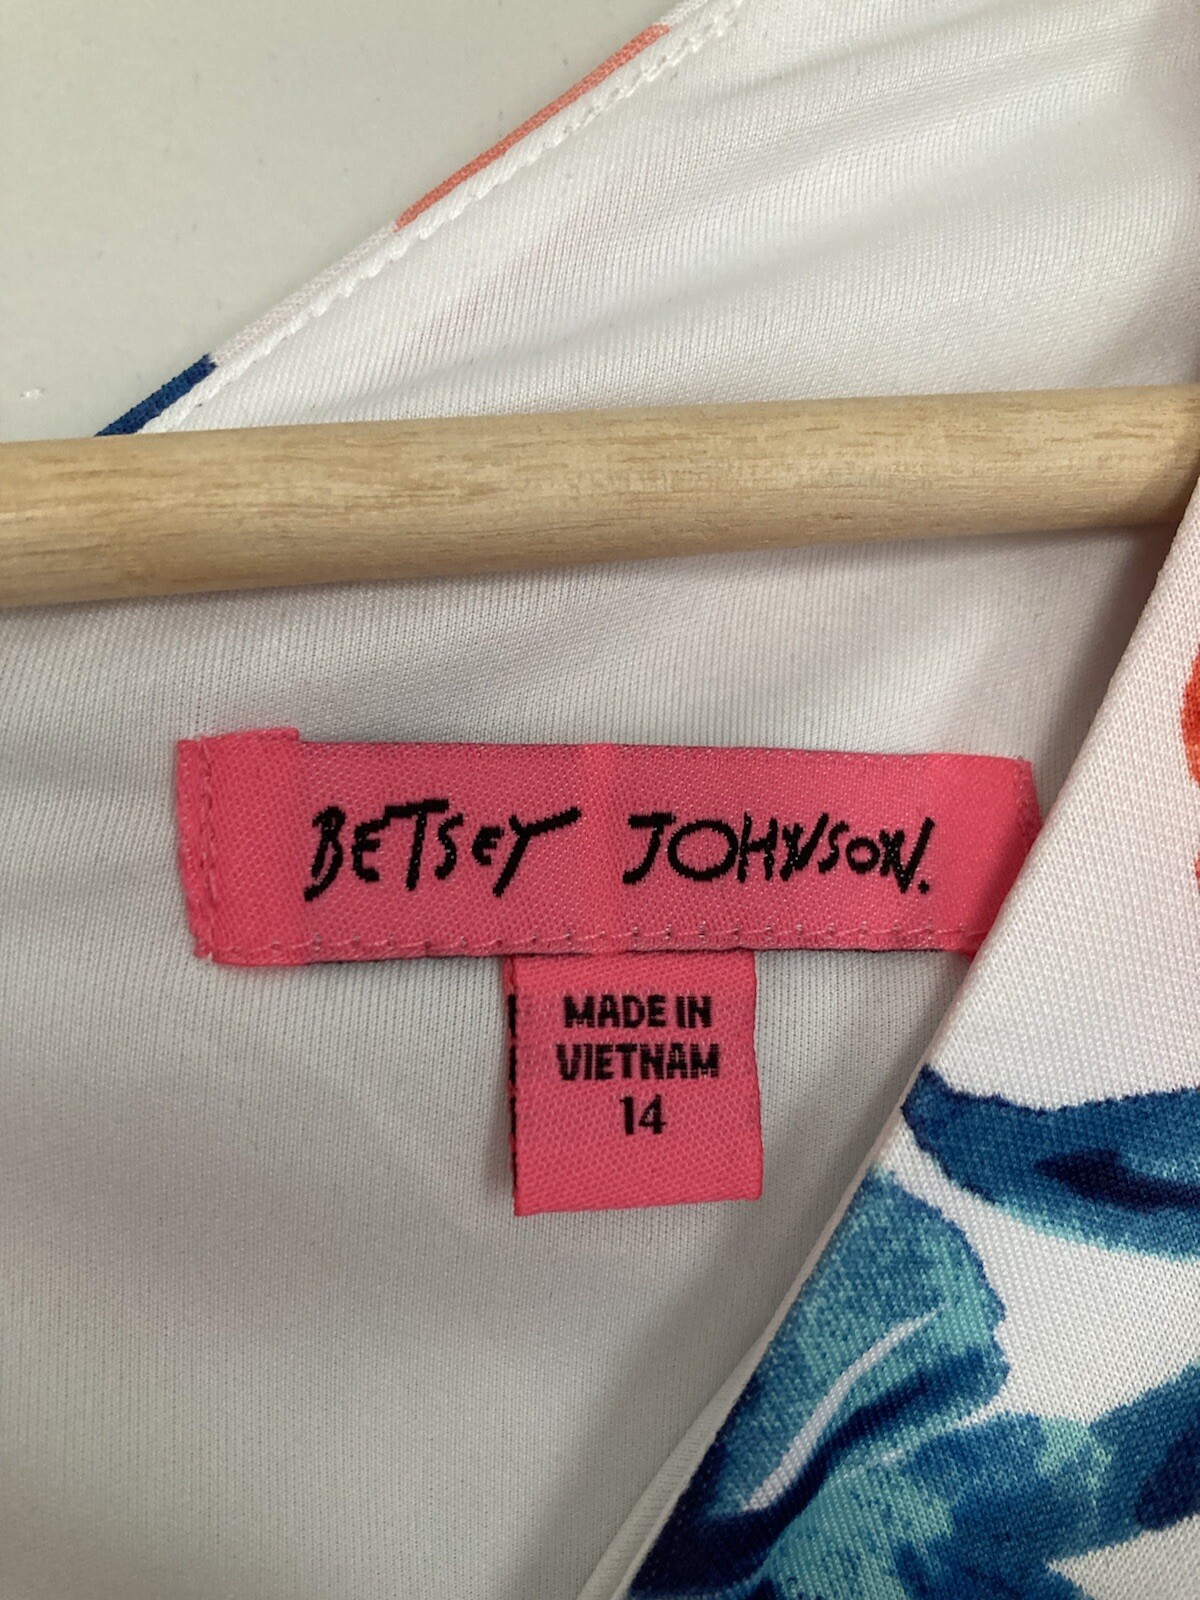 BETSEY JOHNSON.
MADE IN
VIETNAM
14